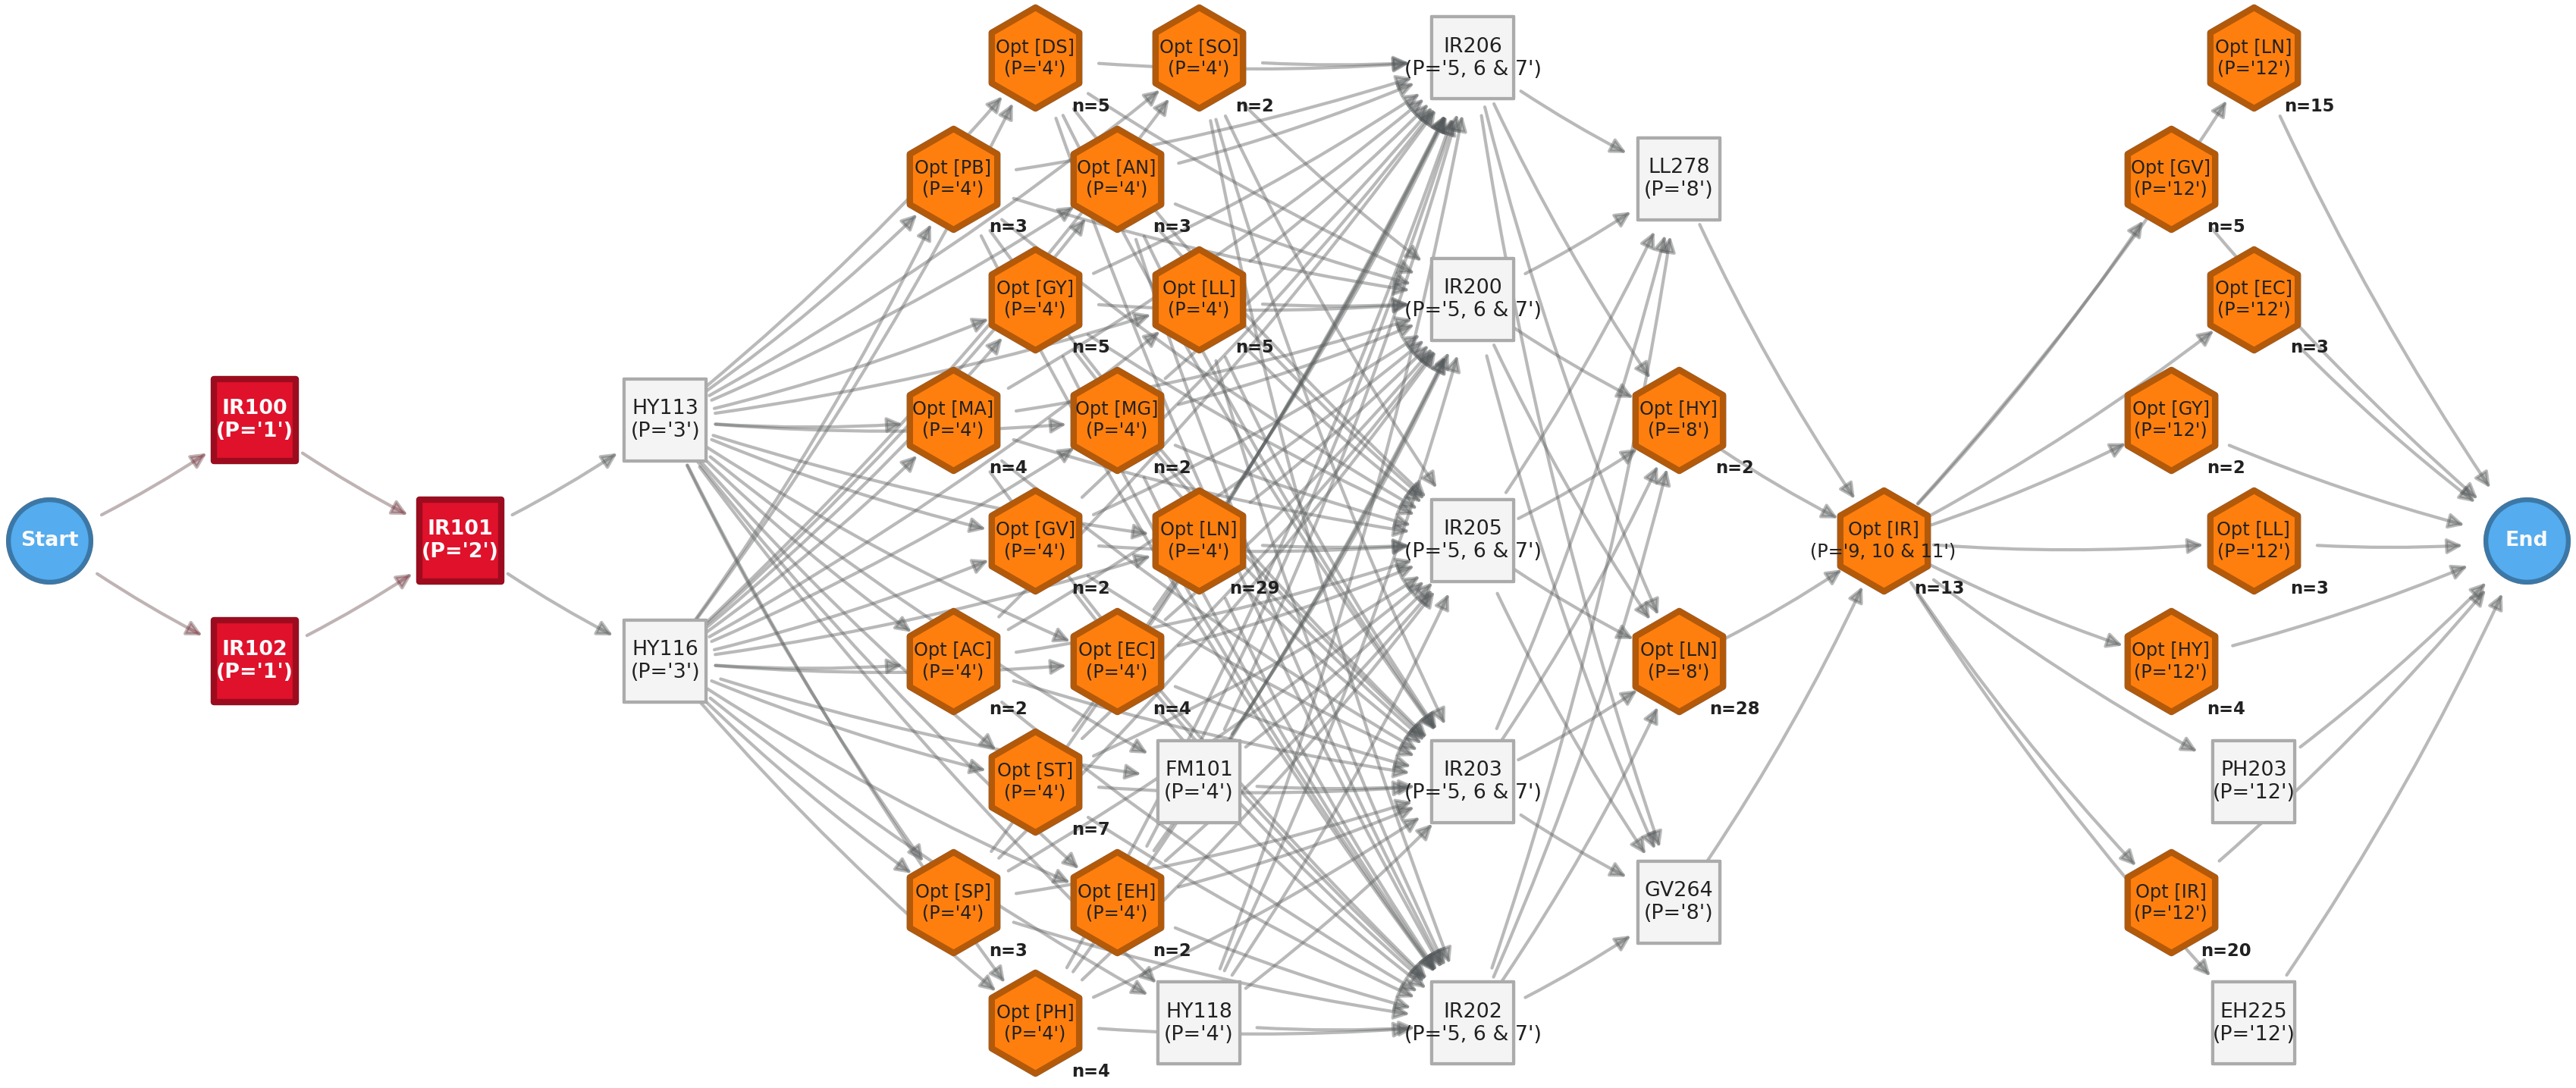 Start
IR100
(P='1')
IR102
(P='1')
IR101
(P='2')
HY113
(P='3')
HY116
(P='3')
Opt [DS]
(P='4')
n=5
Opt [SO]
(P='4')
n=2
Opt [PB]
(P='4')
n=3
Opt [AN]
(P='4')
n=3
Opt [GY]
(P='4')
n=5
Opt [LL]
(P='4')
n=5
Opt [MA]
(P='4')
n=4
Opt [MG]
(P='4')
n=2
Opt [GV]
(P='4')
n=2
Opt [LN]
(P='4')
n=29
Opt [AC]
(P='4')
n=2
Opt [EC]
(P='4')
n=4
Opt [ST]
(P='4')
n=7
FM101
(P='4')
Opt [SP]
(P='4')
n=3
Opt [EH]
(P='4')
n=2
Opt [PH]
(P='4')
n=4
HY118
(P='4')
IR206
(P='5, 6 & 7')
IR200
(P='5, 6 & 7')
IR205
(P='5, 6 & 7')
IR203
(P='5, 6 & 7')
IR202
(P='5, 6 & 7')
LL278
(P='8')
Opt [HY]
(P='8')
n=2
Opt [LN]
(P='8')
n=28
GV264
(P='8')
Opt [IR]
(P='9, 10 & 11')
n=13
Opt [LN]
(P='12')
n=15
Opt [GV]
(P='12')
n=5
Opt [EC]
(P='12')
n=3
Opt [GY]
(P='12')
n=2
Opt [LL]
(P='12')
n=3
Opt [HY]
(P='12')
n=4
PH203
(P='12')
Opt [IR]
(P='12')
n=20
EH225
(P='12')
End